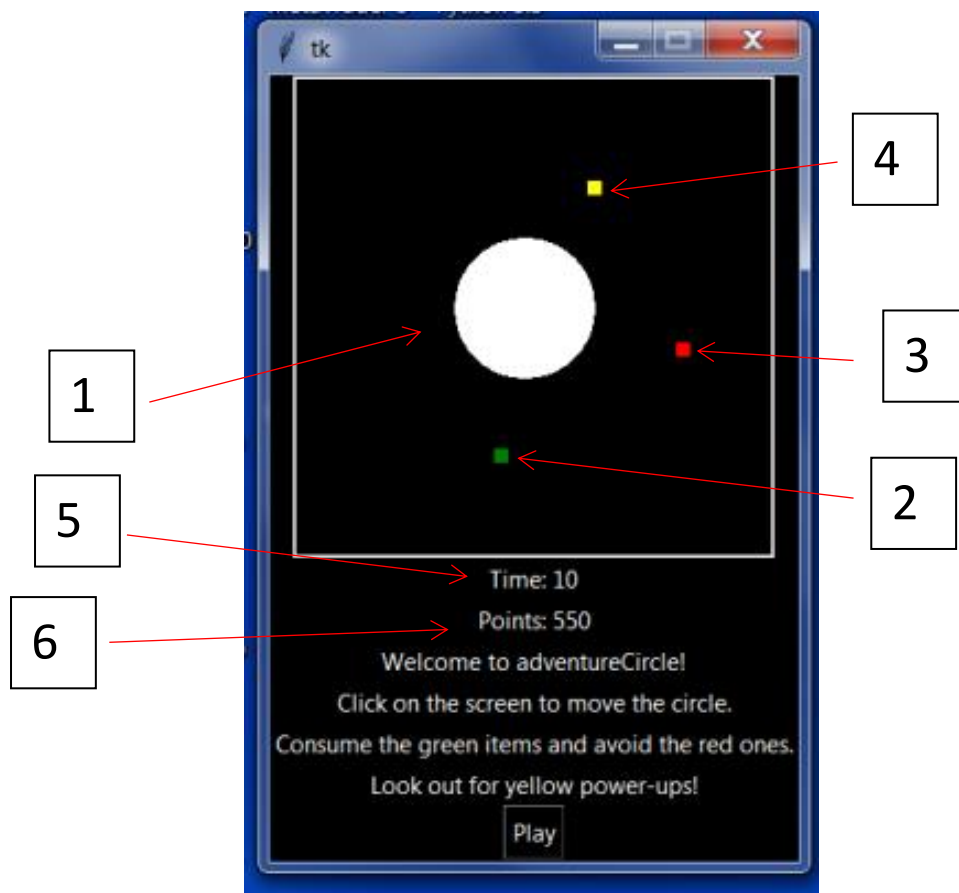 tk
4
3
1
2
5
Time: 10
Points: 550
6
Welcome to adventureCircle!
Click on the screen to move the circle.
Consume the green items and avoid the red ones.
Look out for yellow power-ups!
Play